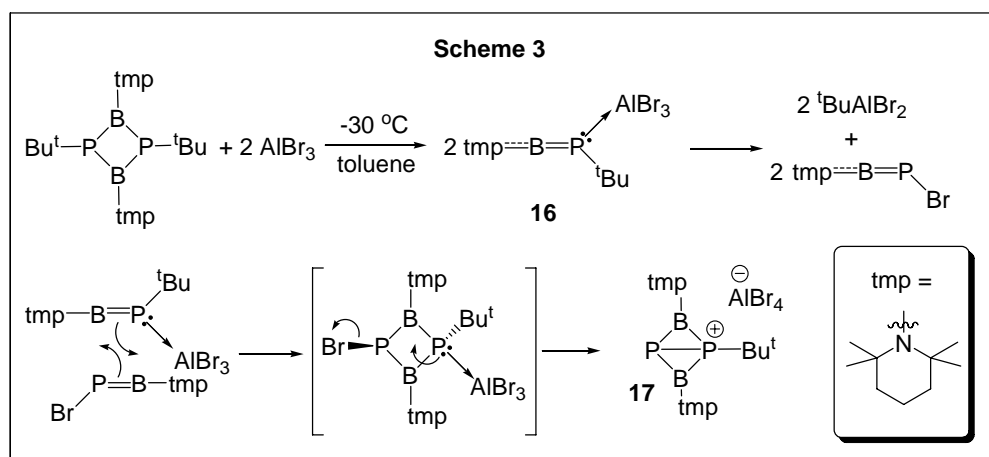 Scheme 3
tmp
B
Bu^t P P ^tBu + 2 AlBr3
B
tmp
-30 °C
toluene
AlBr3
2 tmp B P
^tBu
16
2 ^tBuAlBr2
+
2 tmp B P
Br
^tBu
tmp B P
AlBr3
P B tmp
Br
tmp
B Bu^t
Br P P
B AlBr3
tmp
tmp ⊖
AlBr4
B ⊕
P P Bu^t
B
17 tmp
tmp =
N